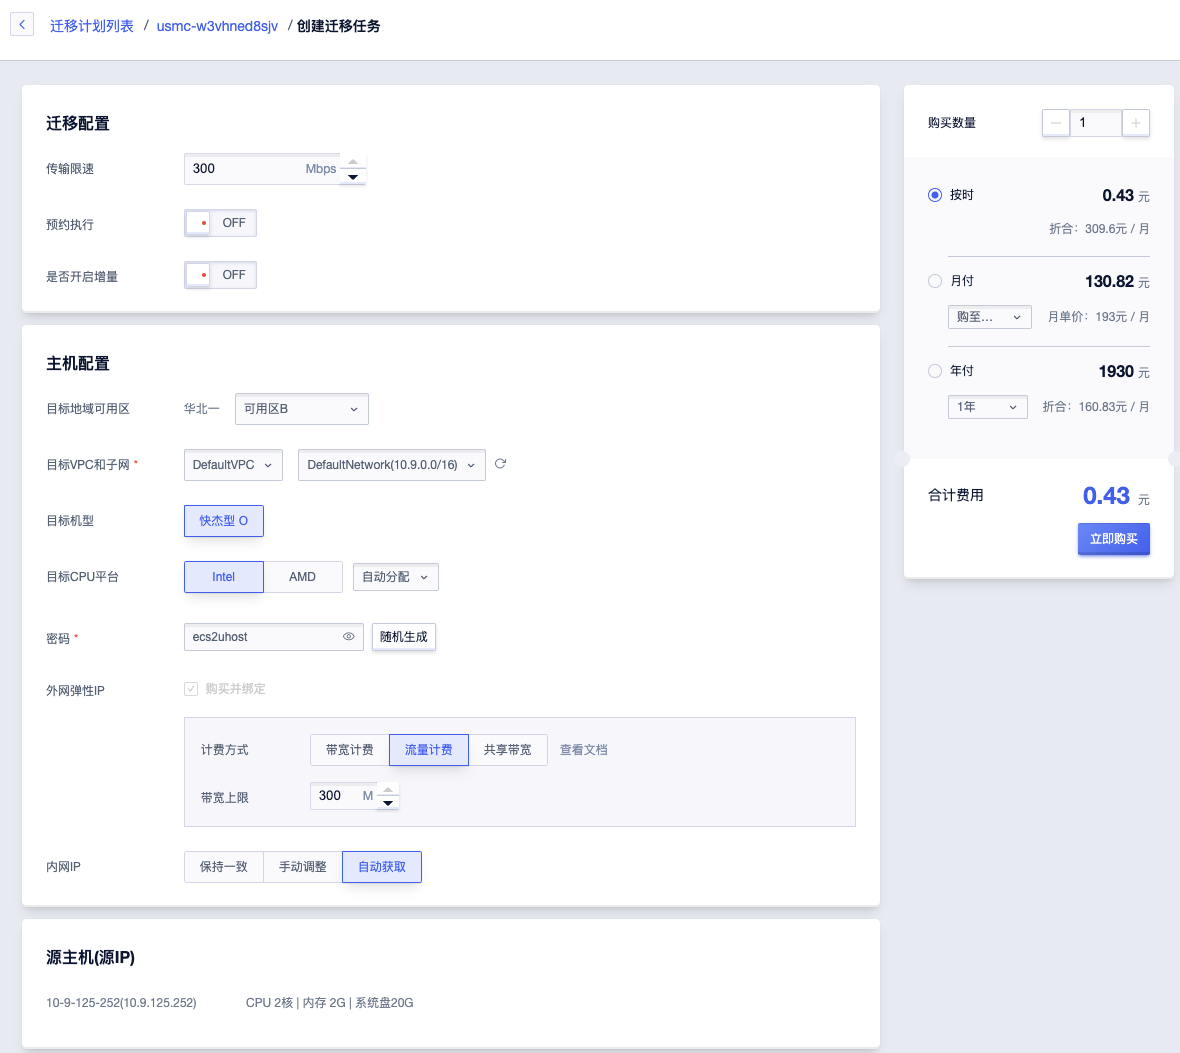 迁移计划列表 / usmc-w3vhned8sjv / 创建迁移任务
迁移配置
传输限速 300 Mbps
预约执行 OFF
是否开启增量 OFF
主机配置
目标地域可用区 华北一 可用区B
目标VPC和子网 * DefaultVPC DefaultNetwork(10.9.0.0/16)
目标机型 快杰型 O
目标CPU平台 Intel AMD 自动分配
密码 * ecs2uhost 随机生成
外网弹性IP 购买并绑定
计费方式 带宽计费 流量计费 共享带宽 查看文档
带宽上限 300 M
内网IP 保持一致 手动调整 自动获取
源主机(源IP)
10-9-125-252(10.9.125.252) CPU 2核 | 内存 2G | 系统盘20G
购买数量 1
按时 0.43 元
折合：309.6元 / 月
月付 130.82 元
购至... 月单价：193元 / 月
年付 1930 元
1年 折合：160.83元 / 月
合计费用 0.43 元
立即购买